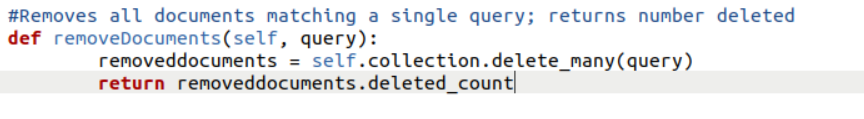 #Removes all documents matching a single query; returns number deleted
def removeDocuments(self, query):
        removeddocuments = self.collection.delete_many(query)
        return removeddocuments.deleted_count